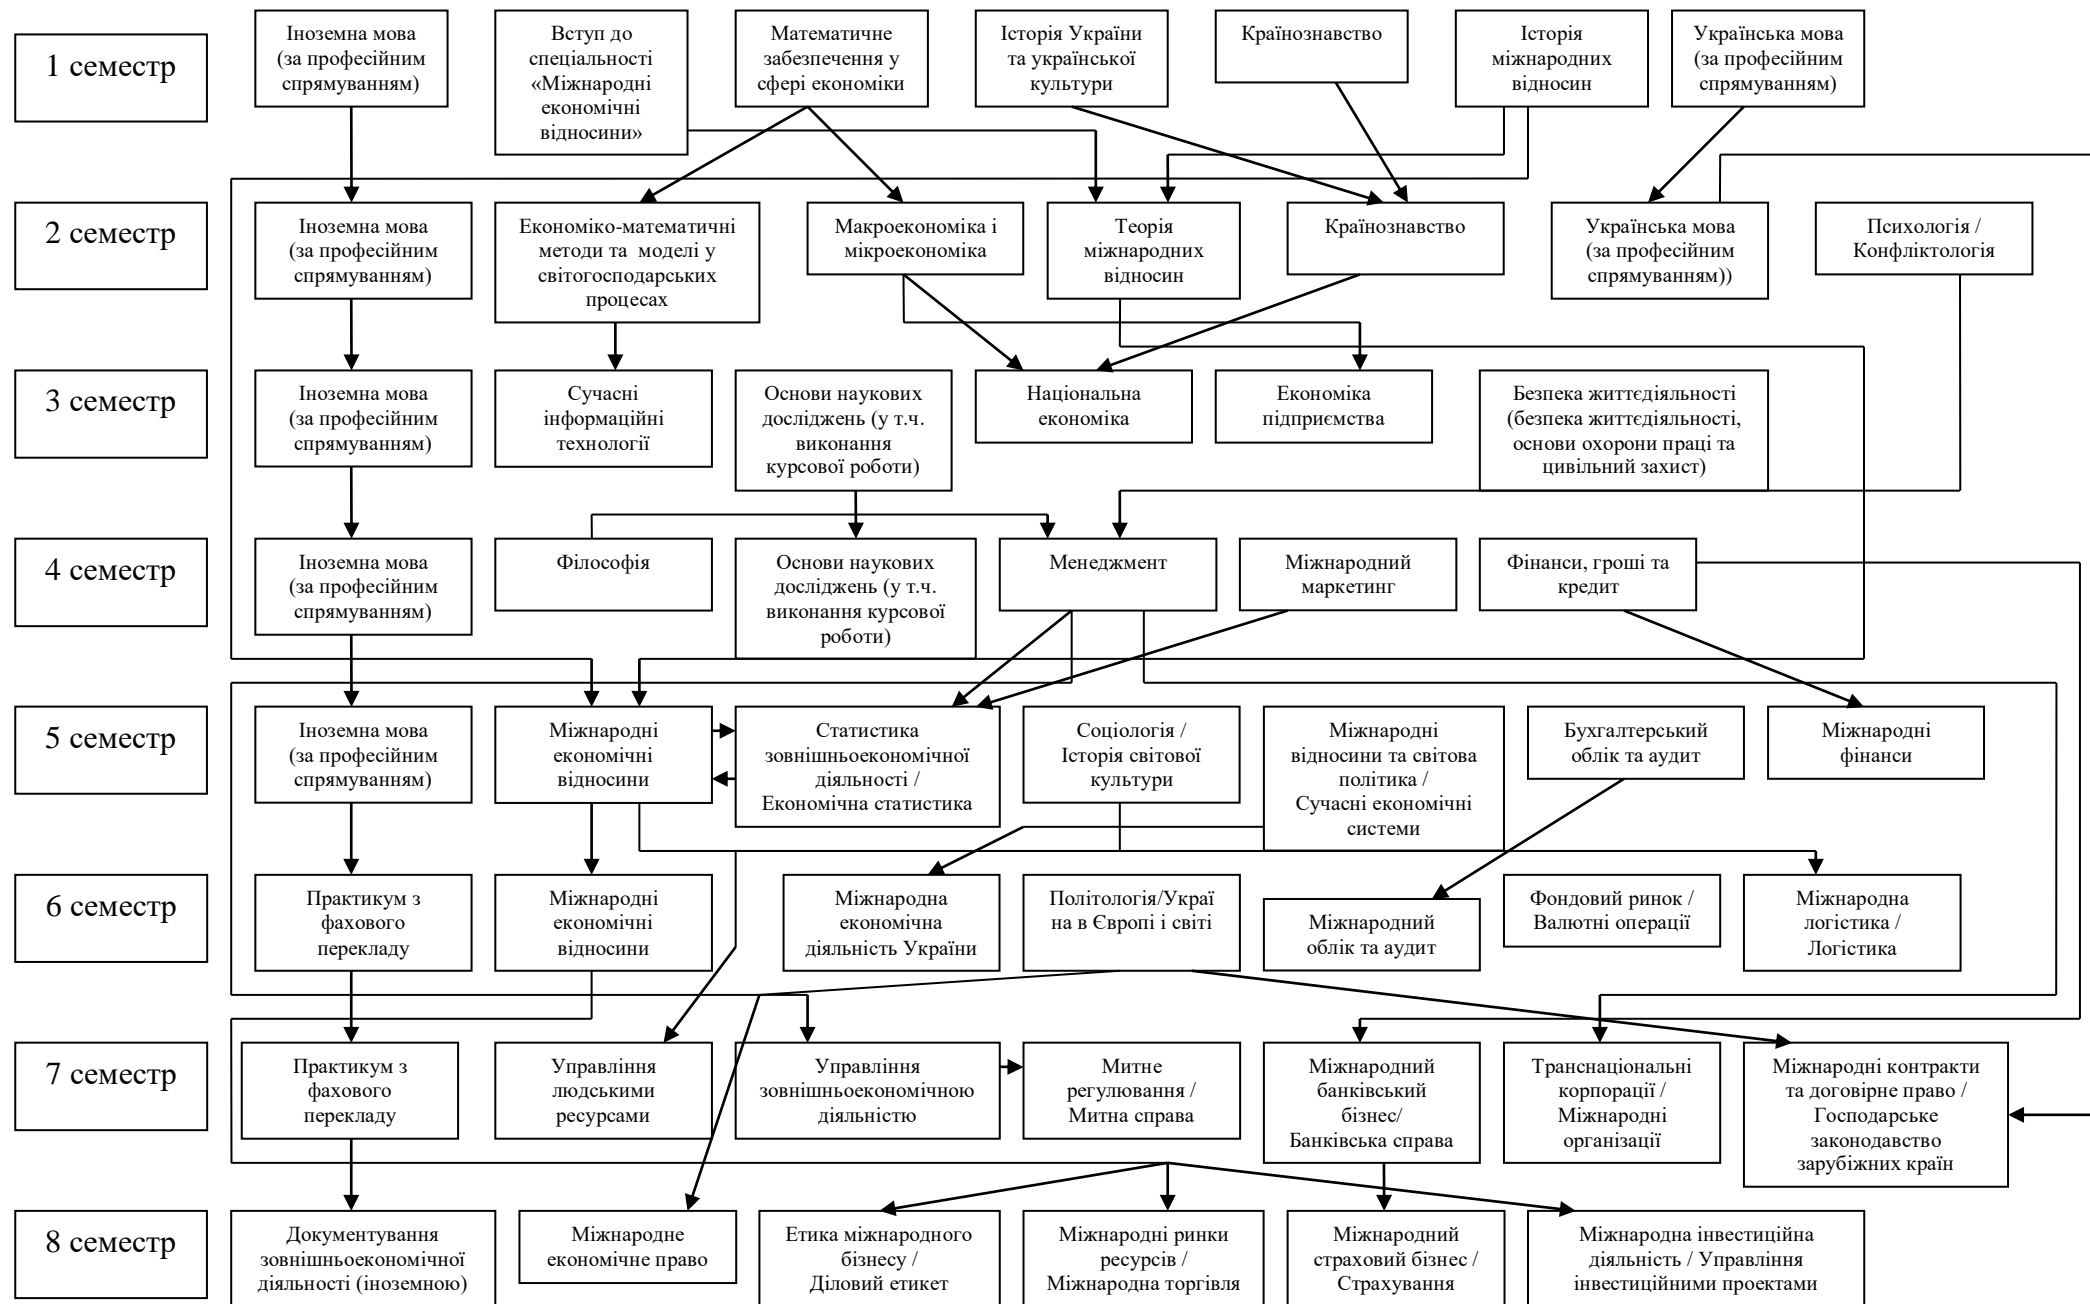 1 семестр
Іноземна мова
(за професійним
спрямуванням)
Вступ до
спеціальності
«Міжнародні
економічні
відносини»
Математичне
забезпечення у
сфері економіки
Історія України
та української
культури
Країнознавство
Історія
міжнародних
відносин
Українська мова
(за професійним
спрямуванням)
2 семестр
Іноземна мова
(за професійним
спрямуванням)
Економіко-математичні
методи та моделі у
світогосподарських
процесах
Макроекономіка і
мікроекономіка
Теорія
міжнародних
відносин
Країнознавство
Українська мова
(за професійним
спрямуванням))
Психологія /
Конфліктологія
3 семестр
Іноземна мова
(за професійним
спрямуванням)
Сучасні
інформаційні
технології
Основи наукових
досліджень (у т.ч.
виконання
курсової роботи)
Національна
економіка
Економіка
підприємства
Безпека життєдіяльності
(безпека життєдіяльності,
основи охорони праці та
цивільний захист)
4 семестр
Іноземна мова
(за професійним
спрямуванням)
Філософія
Основи наукових
досліджень (у т.ч.
виконання курсової
роботи)
Менеджмент
Міжнародний
маркетинг
Фінанси, гроші та
кредит
5 семестр
Іноземна мова
(за професійним
спрямуванням)
Міжнародні
економічні
відносини
Статистика
зовнішньоекономічної
діяльності /
Економічна статистика
Соціологія /
Історія світової
культури
Міжнародні
відносини та світова
політика /
Сучасні економічні
системи
Бухгалтерський
облік та аудит
Міжнародні
фінанси
6 семестр
Практикум з
фахового
перекладу
Міжнародні
економічні
відносини
Міжнародна
економічна
діяльність України
Політологія/Украї
на в Європі і світі
Міжнародний
облік та аудит
Фондовий ринок /
Валютні операції
Міжнародна
логістика /
Логістика
7 семестр
Практикум з
фахового
перекладу
Управління
людськими
ресурсами
Управління
зовнішньоекономічною
діяльністю
Митне
регулювання /
Митна справа
Міжнародний
банківський
бізнес/
Банківська справа
Транснаціональні
корпорації /
Міжнародні
організації
Міжнародні контракти
та договірне право /
Господарське
законодавство
зарубіжних країн
8 семестр
Документування
зовнішньоекономічної
діяльності (іноземною)
Міжнародне
економічне право
Етика міжнародного
бізнесу /
Діловий етикет
Міжнародні ринки
ресурсів /
Міжнародна торгівля
Міжнародний
страховий бізнес /
Страхування
Міжнародна інвестиційна
діяльність / Управління
інвестиційними проектами